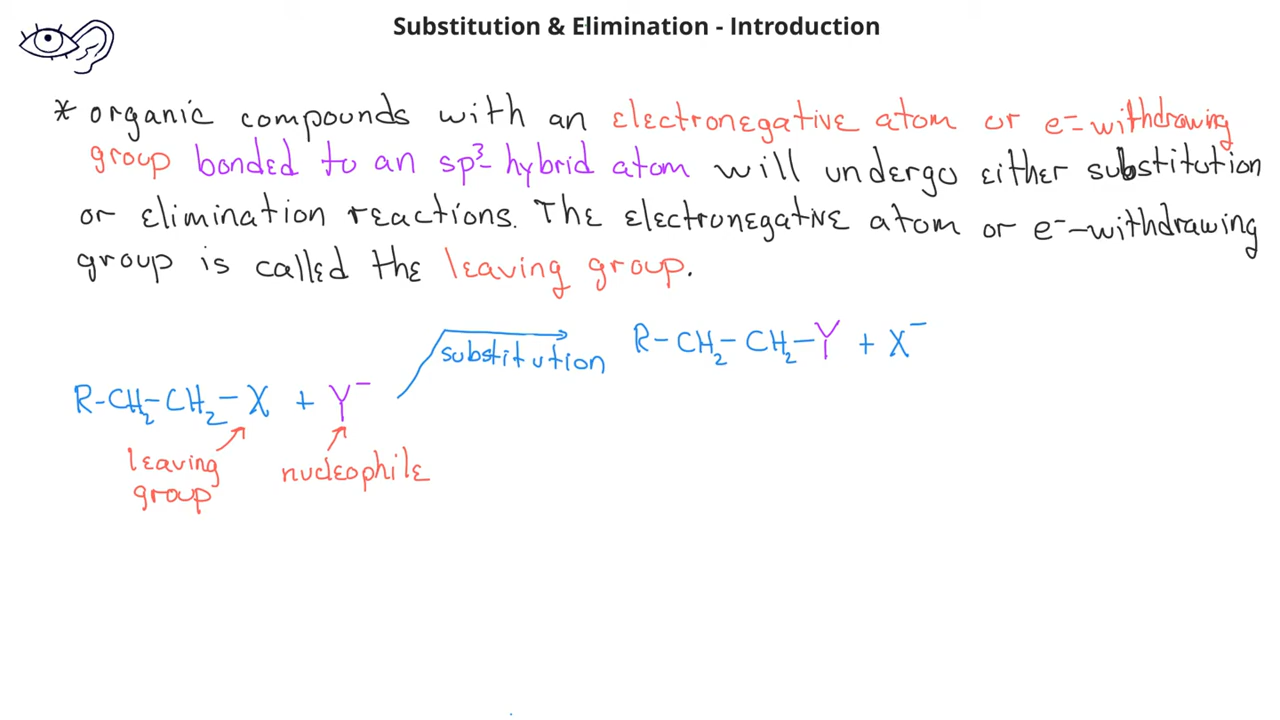 Substitution & Elimination - Introduction
* organic compounds with an electronegative atom or e⁻-withdrawing
group bonded to an sp³-hybrid atom will undergo either substitution
or elimination reactions. The electronegative atom or e⁻-withdrawing
group is called the leaving group.
substitution
R-CH₂-CH₂-Y + X⁻
R-CH₂-CH₂-X + Y⁻
leaving
group
nucleophile